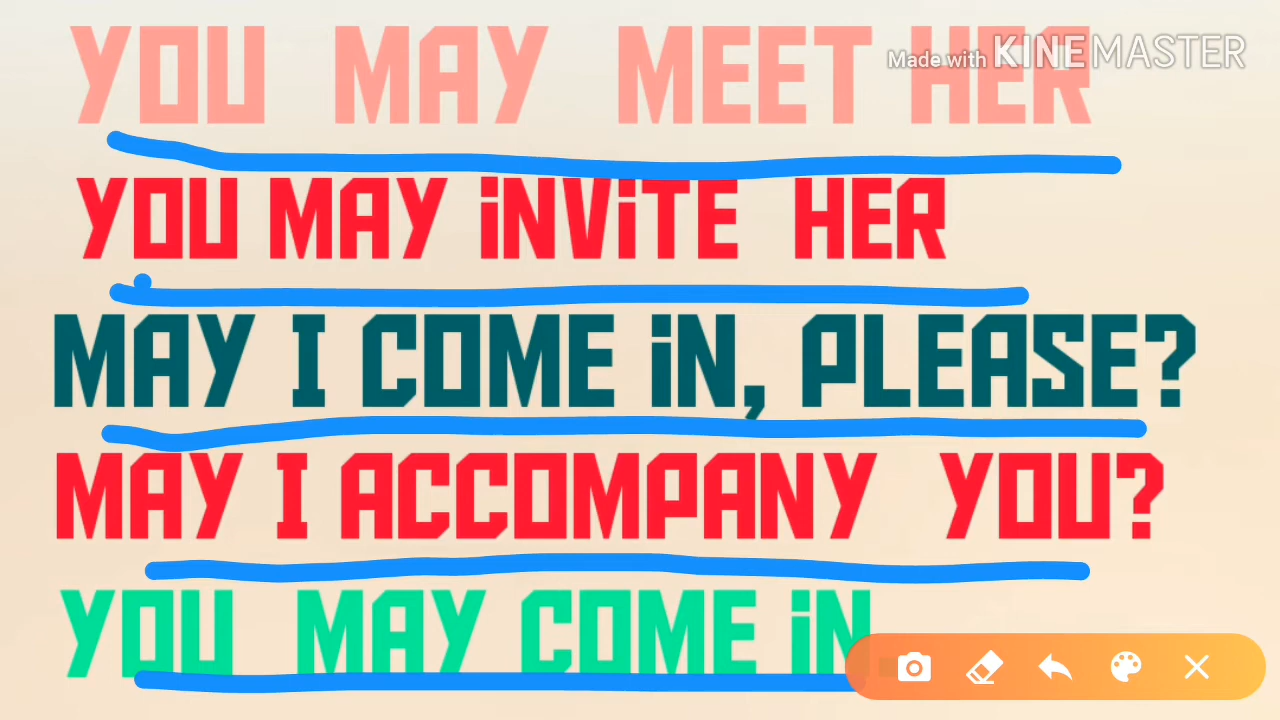 YOU MAY MEET HER
Made with KINEMASTER
YOU MAY iNViTE HER
MAY I COME iN, PLEASE?
MAY I ACCOMPANY YOU?
YOU MAY COME iN.